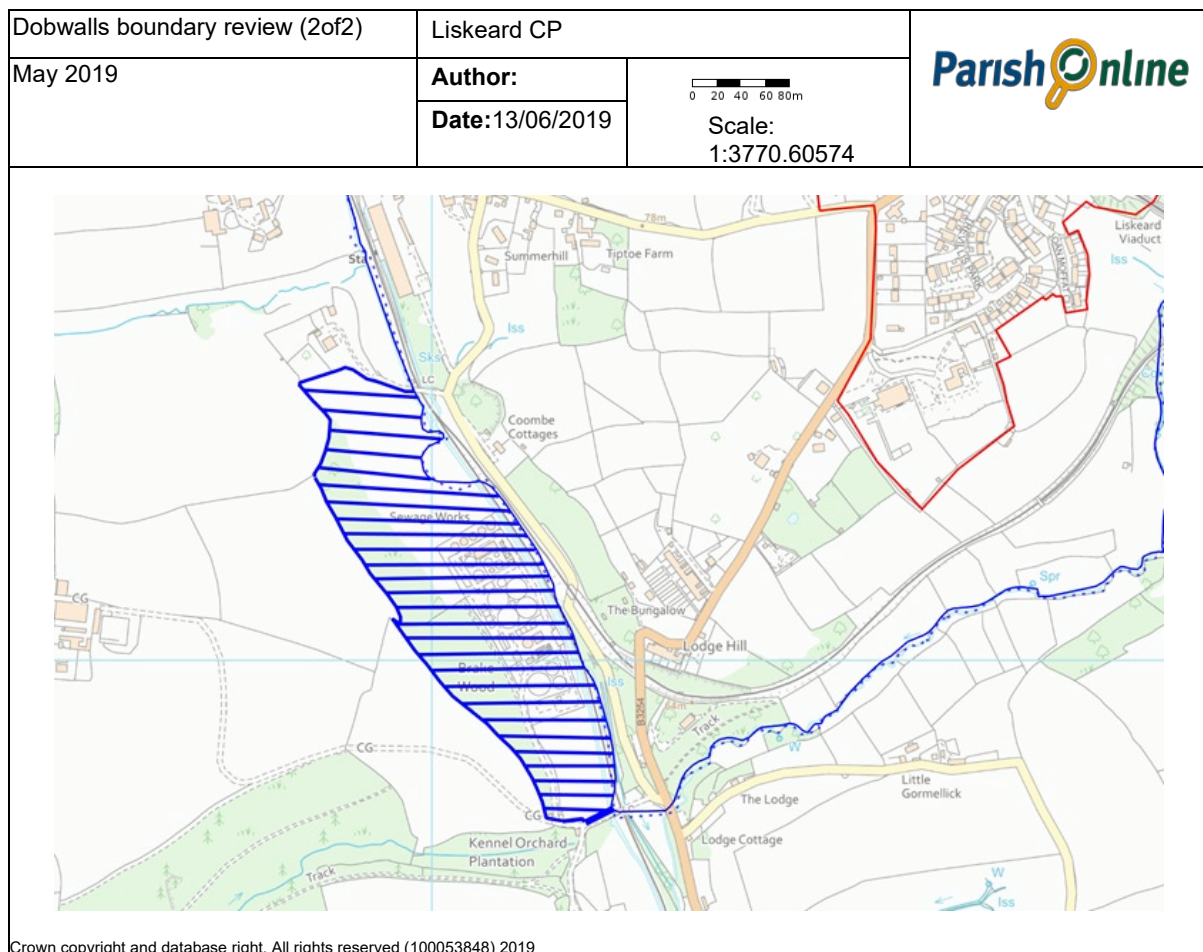 Dobwalls boundary review (2of2)
Liskeard CP
May 2019
Author:
Date:13/06/2019
0 20 40 60 80m
Scale:
1:3770.60574
Parish Online
78m
Liskeard
Viaduct
Sta
Summerhill
Tiptoe Farm
Iss
Iss
Sks
LC
Coombe
Cottages
Sewage Works
Spr
CG
The Bungalow
Lodge Hill
Brake
Wood
Iss
B3254
64m
Track
W
CG
Little
Gormellick
The Lodge
CG
Lodge Cottage
Kennel Orchard
Plantation
Track
W
Iss
Crown copyright and database right. All rights reserved (100053848) 2019